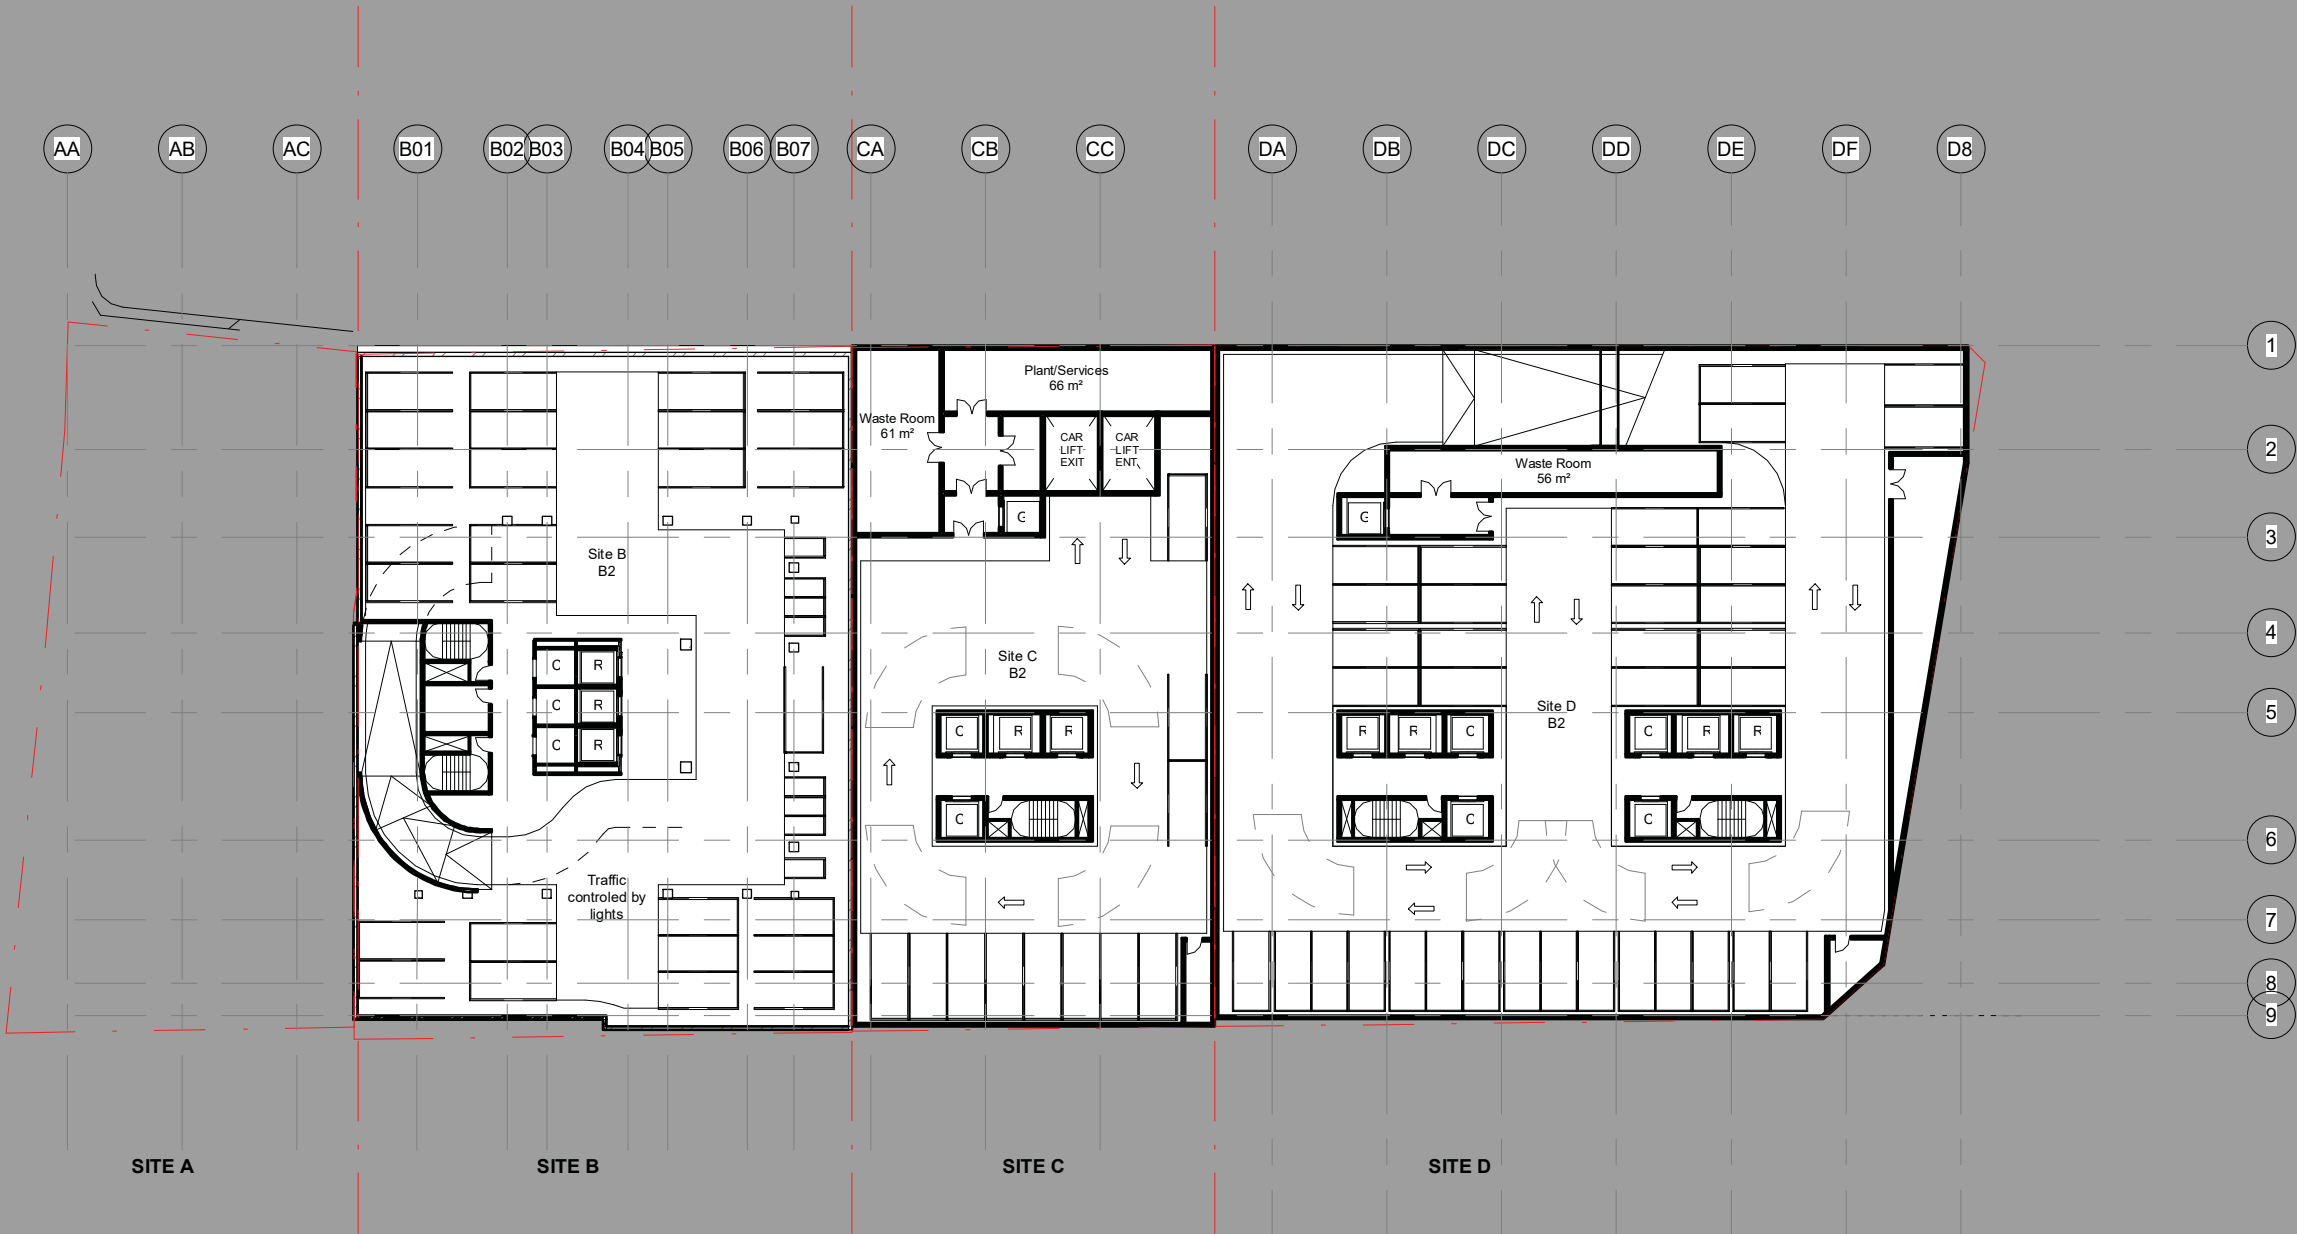 AA AB AC B01 B02 B03 B04 B05 B06 B07 CA CB CC DA DB DC DD DE DF D8
1
2
3
4
5
6
7
8
9
Plant/Services
66 m²
Waste Room
61 m²
CAR
LIFT
EXIT
CAR
LIFT
ENT
G
Waste Room
56 m²
G
Site B
B2
C R
C R
C R
Traffic
controled by
lights
Site C
B2
C R R
C
Site D
B2
R R C
C R R
C
C
SITE A SITE B SITE C SITE D